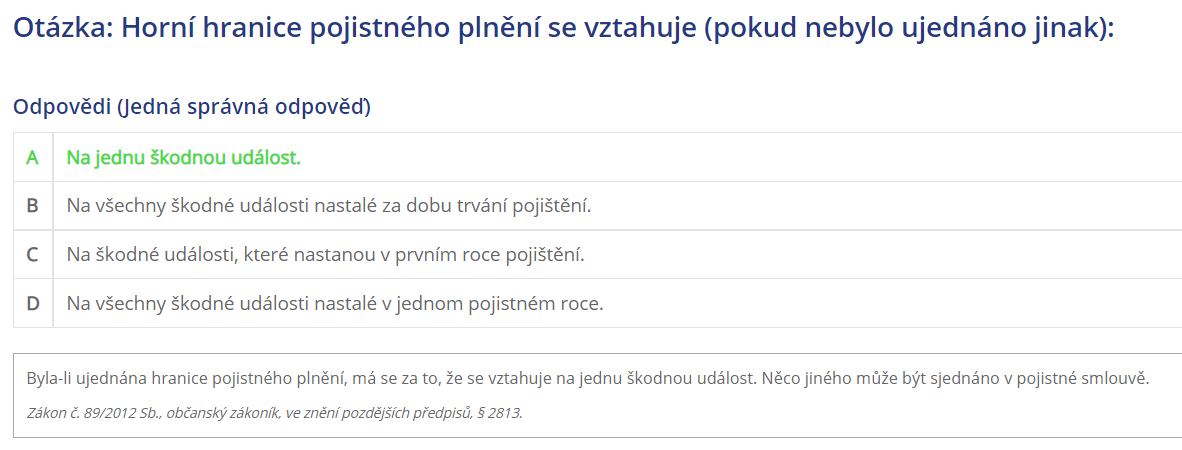 Otázka: Horní hranice pojistného plnění se vztahuje (pokud nebylo ujednáno jinak):
Odpovědi (Jedná správná odpověď)
A Na jednu škodnou událost.
B Na všechny škodné události nastalé za dobu trvání pojištění.
C Na škodné události, které nastanou v prvním roce pojištění.
D Na všechny škodné události nastalé v jednom pojistném roce.
Byla-li ujednána hranice pojistného plnění, má se za to, že se vztahuje na jednu škodnou událost. Něco jiného může být sjednáno v pojistné smlouvě.
Zákon č. 89/2012 Sb., občanský zákoník, ve znění pozdějších předpisů, § 2813.